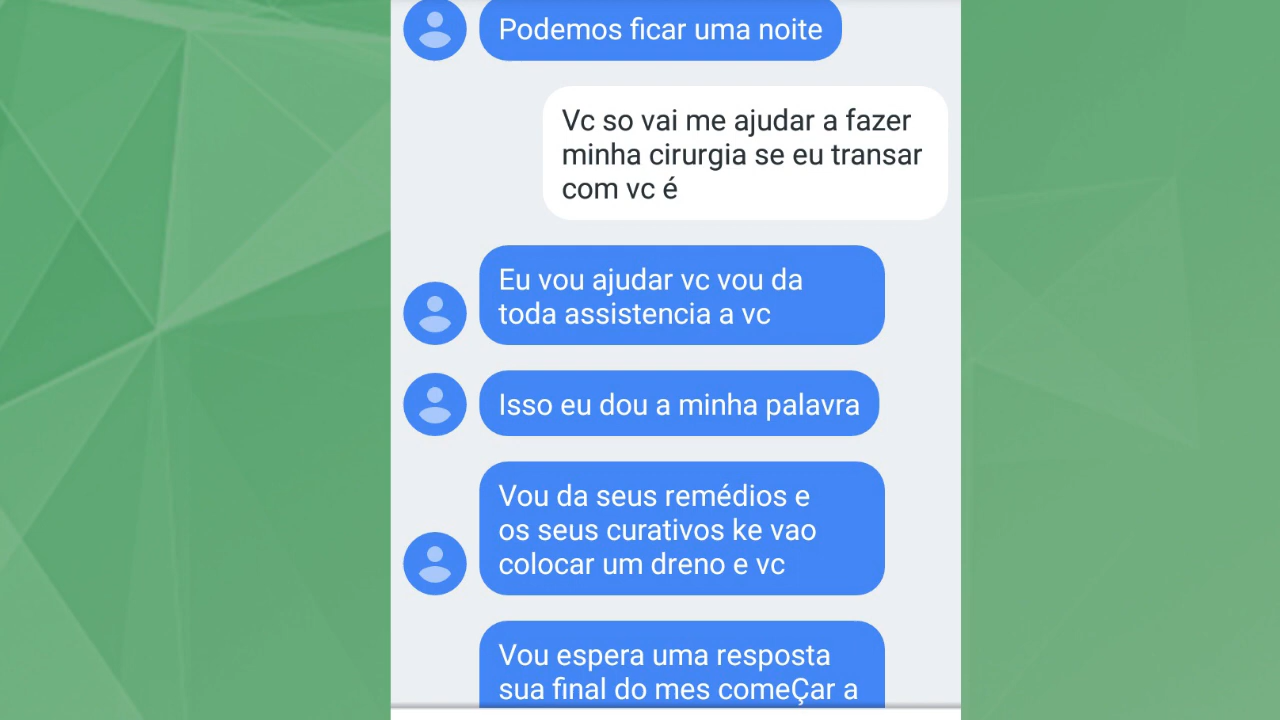 Podemos ficar uma noite
Vc so vai me ajudar a fazer
minha cirurgia se eu transar
com vc é
Eu vou ajudar vc vou da
toda assistencia a vc
Isso eu dou a minha palavra
Vou da seus remédios e
os seus curativos ke vao
colocar um dreno e vc
Vou espera uma resposta
sua final do mes comeÇar a